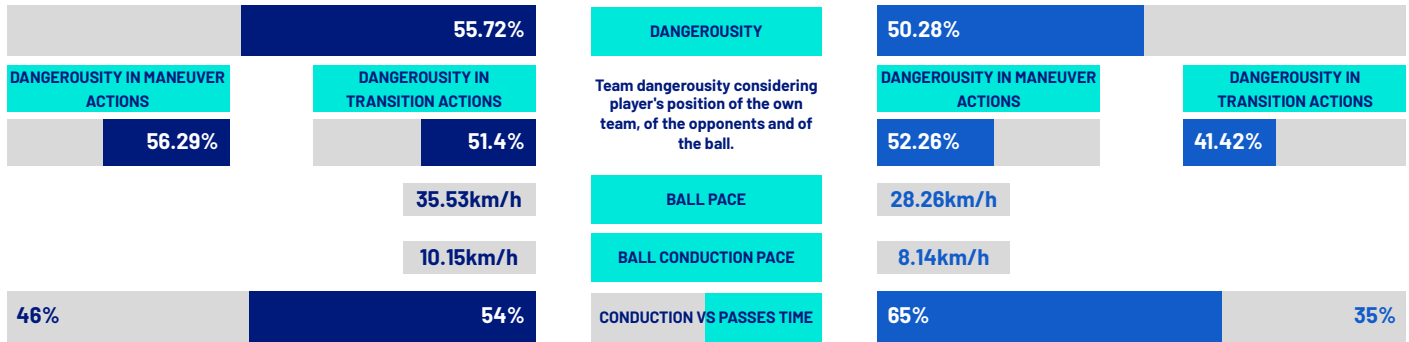 55.72%
DANGEROUSITY
50.28%
DANGEROUSITY IN MANEUVER
ACTIONS
DANGEROUSITY IN
TRANSITION ACTIONS
Team dangerousity considering
player's position of the own
team, of the opponents and of
the ball.
DANGEROUSITY IN MANEUVER
ACTIONS
DANGEROUSITY IN
TRANSITION ACTIONS
56.29%
51.4%
52.26%
41.42%
35.53km/h
BALL PACE
28.26km/h
10.15km/h
BALL CONDUCTION PACE
8.14km/h
46%
54%
CONDUCTION VS PASSES TIME
65%
35%